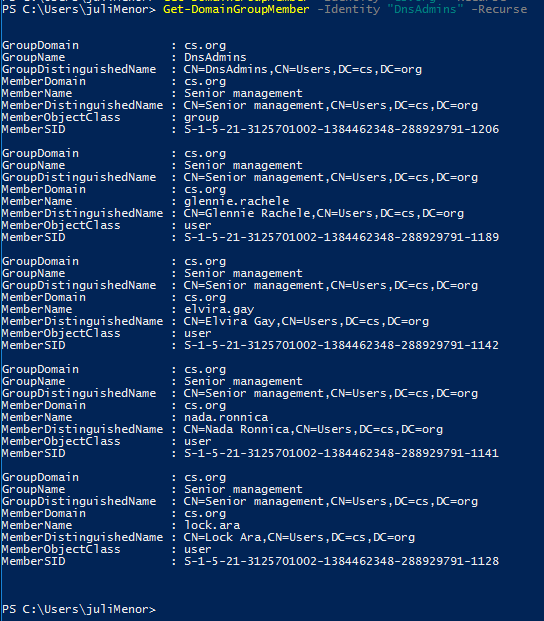 PS C:\Users\juliMenor> Get-DomainGroupMember -Identity "DnsAdmins" -Recurse
GroupDomain : cs.org
GroupName : DnsAdmins
GroupDistinguishedName : CN=DnsAdmins,CN=Users,DC=cs,DC=org
MemberDomain : cs.org
MemberName : Senior management
MemberDistinguishedName : CN=Senior management,CN=Users,DC=cs,DC=org
MemberObjectClass : group
MemberSID : S-1-5-21-3125701002-1384462348-288929791-1206
GroupDomain : cs.org
GroupName : Senior management
GroupDistinguishedName : CN=Senior management,CN=Users,DC=cs,DC=org
MemberDomain : cs.org
MemberName : glennie.rachele
MemberDistinguishedName : CN=Glennie Rachele,CN=Users,DC=cs,DC=org
MemberObjectClass : user
MemberSID : S-1-5-21-3125701002-1384462348-288929791-1189
GroupDomain : cs.org
GroupName : Senior management
GroupDistinguishedName : CN=Senior management,CN=Users,DC=cs,DC=org
MemberDomain : cs.org
MemberName : elvira.gay
MemberDistinguishedName : CN=Elvira Gay,CN=Users,DC=cs,DC=org
MemberObjectClass : user
MemberSID : S-1-5-21-3125701002-1384462348-288929791-1142
GroupDomain : cs.org
GroupName : Senior management
GroupDistinguishedName : CN=Senior management,CN=Users,DC=cs,DC=org
MemberDomain : cs.org
MemberName : nada.ronnica
MemberDistinguishedName : CN=Nada Ronnica,CN=Users,DC=cs,DC=org
MemberObjectClass : user
MemberSID : S-1-5-21-3125701002-1384462348-288929791-1141
GroupDomain : cs.org
GroupName : Senior management
GroupDistinguishedName : CN=Senior management,CN=Users,DC=cs,DC=org
MemberDomain : cs.org
MemberName : lock.ara
MemberDistinguishedName : CN=Lock Ara,CN=Users,DC=cs,DC=org
MemberObjectClass : user
MemberSID : S-1-5-21-3125701002-1384462348-288929791-1128
PS C:\Users\juliMenor>